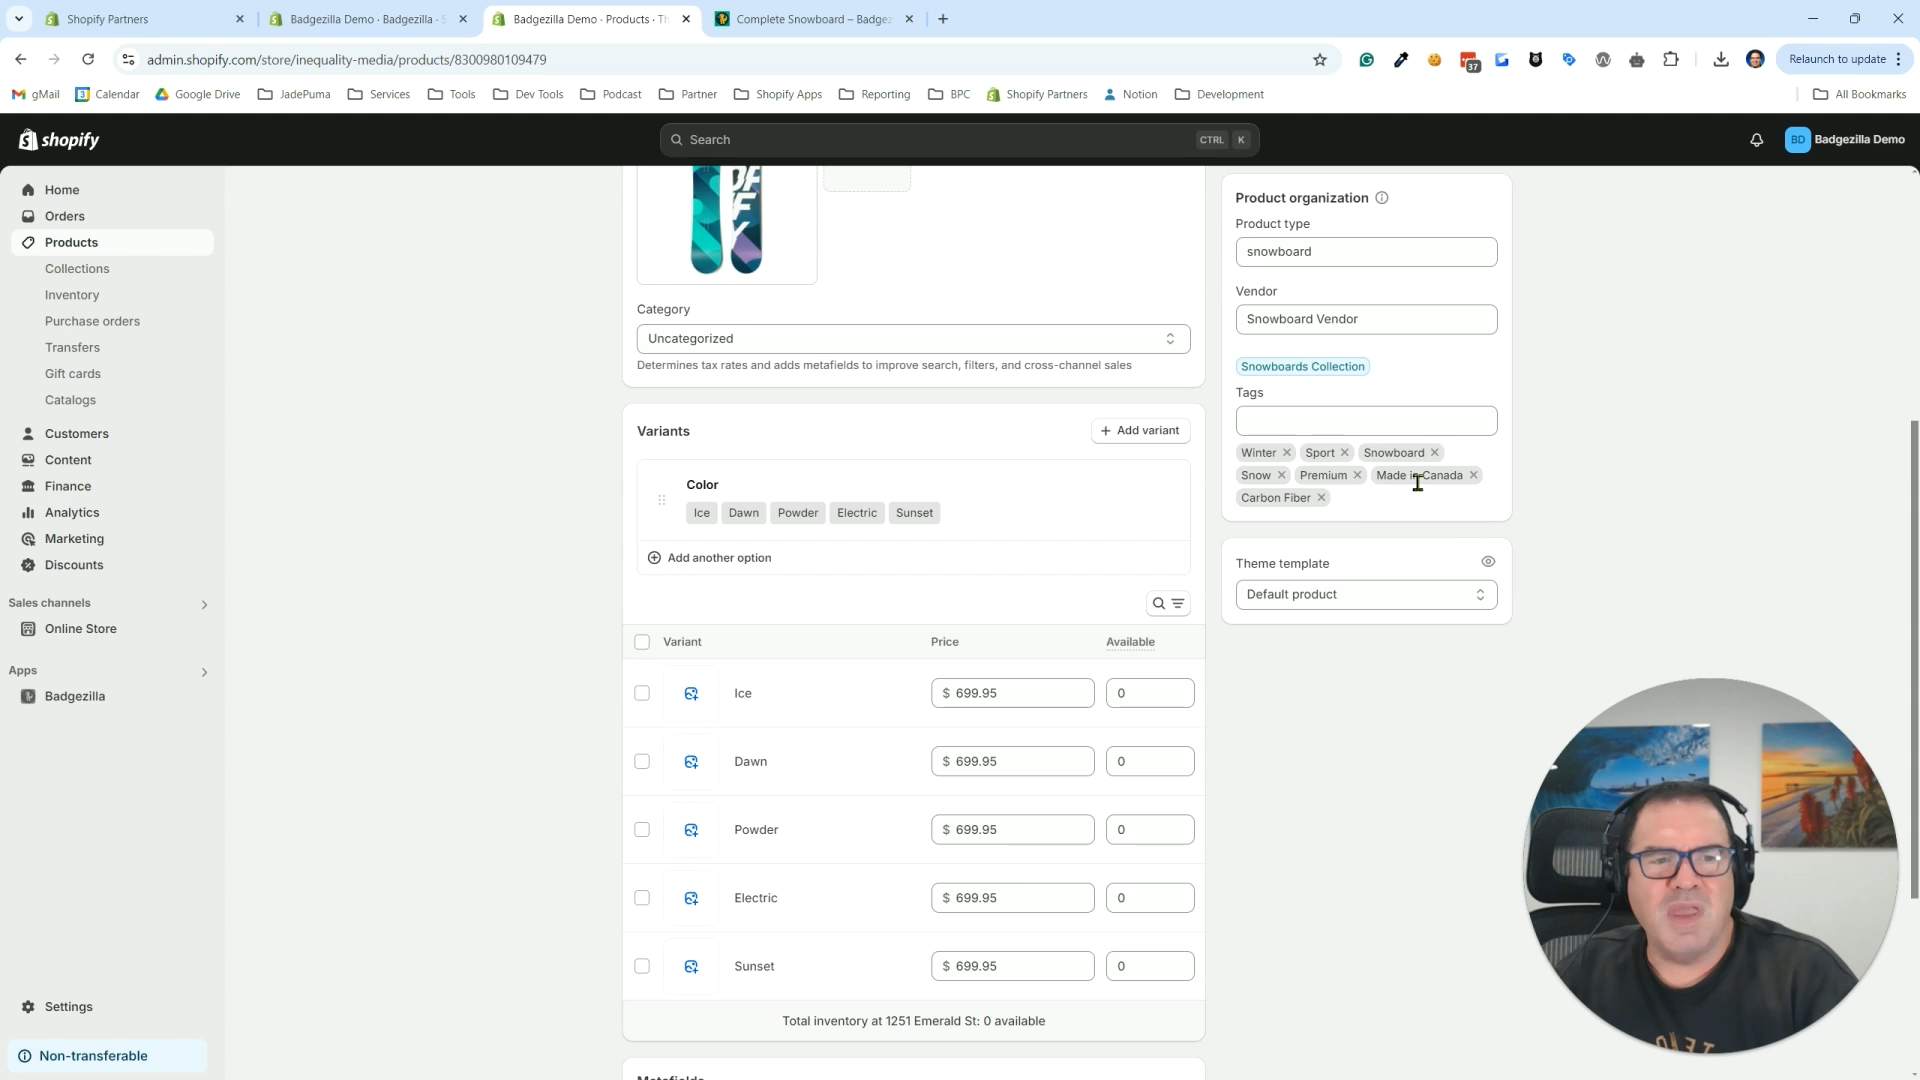 Shopify Partners
Badgezilla Demo · Badgezilla ·
Badgezilla Demo · Products ·
Complete Snowboard – Badgez
admin.shopify.com/store/inequality-media/products/8300980109479
37
Relaunch to update
gMail
Calendar
Google Drive
JadePuma
Services
Tools
Dev Tools
Podcast
Partner
Shopify Apps
Reporting
BPC
Shopify Partners
Notion
Development
All Bookmarks
shopify
Search
CTRL K
BD
Badgezilla Demo
Home
Orders
Products
Collections
Inventory
Purchase orders
Transfers
Gift cards
Catalogs
Customers
Content
Finance
Analytics
Marketing
Discounts
Sales channels
Online Store
Apps
Badgezilla
Settings
Non-transferable
Category
Uncategorized
Determines tax rates and adds metafields to improve search, filters, and cross-channel sales
Variants
Add variant
Color
Ice Dawn Powder Electric Sunset
Add another option
Variant Price Available
Ice $ 699.95 0
Dawn $ 699.95 0
Powder $ 699.95 0
Electric $ 699.95 0
Sunset $ 699.95 0
Total inventory at 1251 Emerald St: 0 available
Metafields
Product organization
Product type
snowboard
Vendor
Snowboard Vendor
Snowboards Collection
Tags
Winter Sport Snowboard
Snow Premium Made in Canada
Carbon Fiber
Theme template
Default product